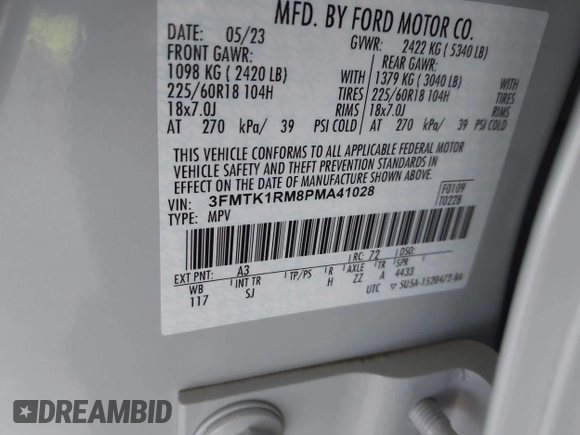 MFD. BY FORD MOTOR CO.
05/23 GVWR: 2422 KG ( 5340 LB)
FRONT GAWR: REAR GAWR:
1098 KG ( 2420 LB) WITH 1379 KG ( 3040 LB) WITH
225/60R18 104H TIRES 225/60R18 104H TIRES
18x7.0J RIMS 18x7.0J RIMS
AT 270 kPa/ 39 PSI COLD AT 270 kPa/ 39 PSI COLD
THIS VEHICLE CONFORMS TO ALL APPLICABLE FEDERAL MOTOR
VEHICLE SAFETY AND THEFT PREVENTION STANDARDS IN
EFFECT ON THE DATE OF MANUFACTURE SHOWN ABOVE.
VIN: 3FMTK1RM8PMA41028 F0109
TYPE: MPV T0228
EXT PNT: A3 RC: 72 DSO:
WB INT TR TP/PS R AXLE TR SPR
117 SJ H ZZ A 4433
UTC
DREAMBID